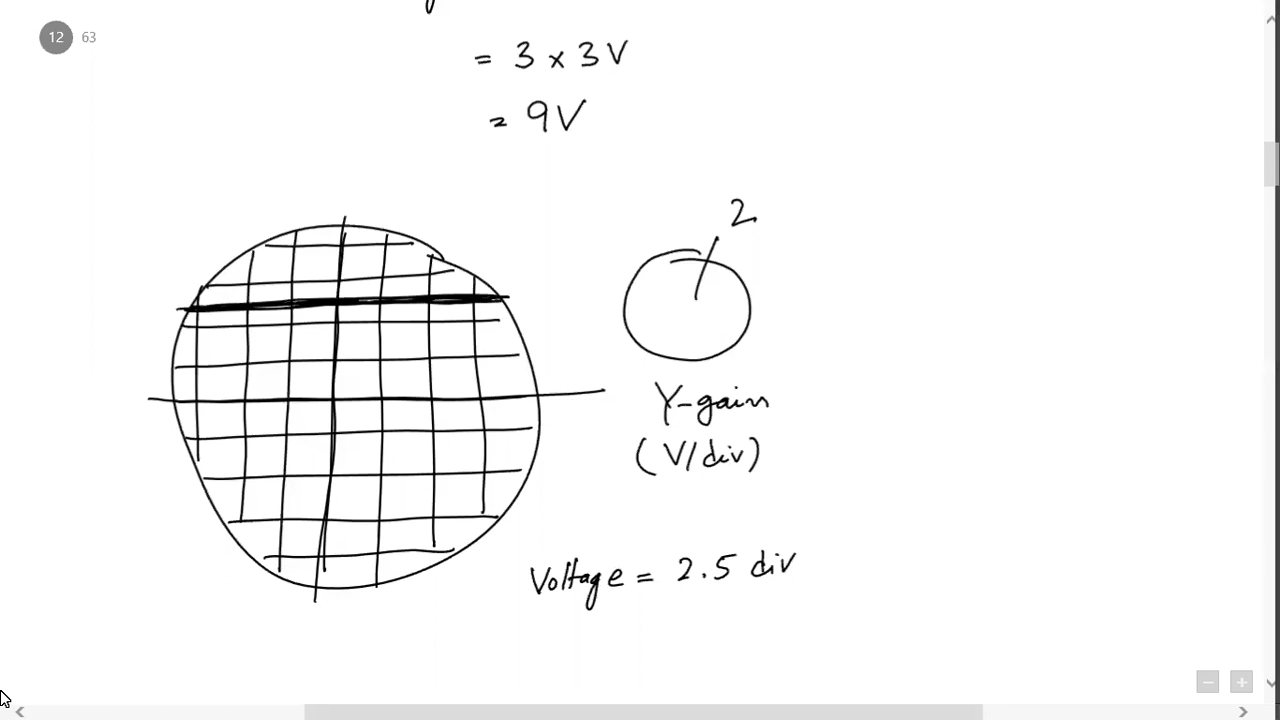 12 63
= 3 × 3V
= 9V
2
Y-gain
(V/div)
Voltage = 2.5 div